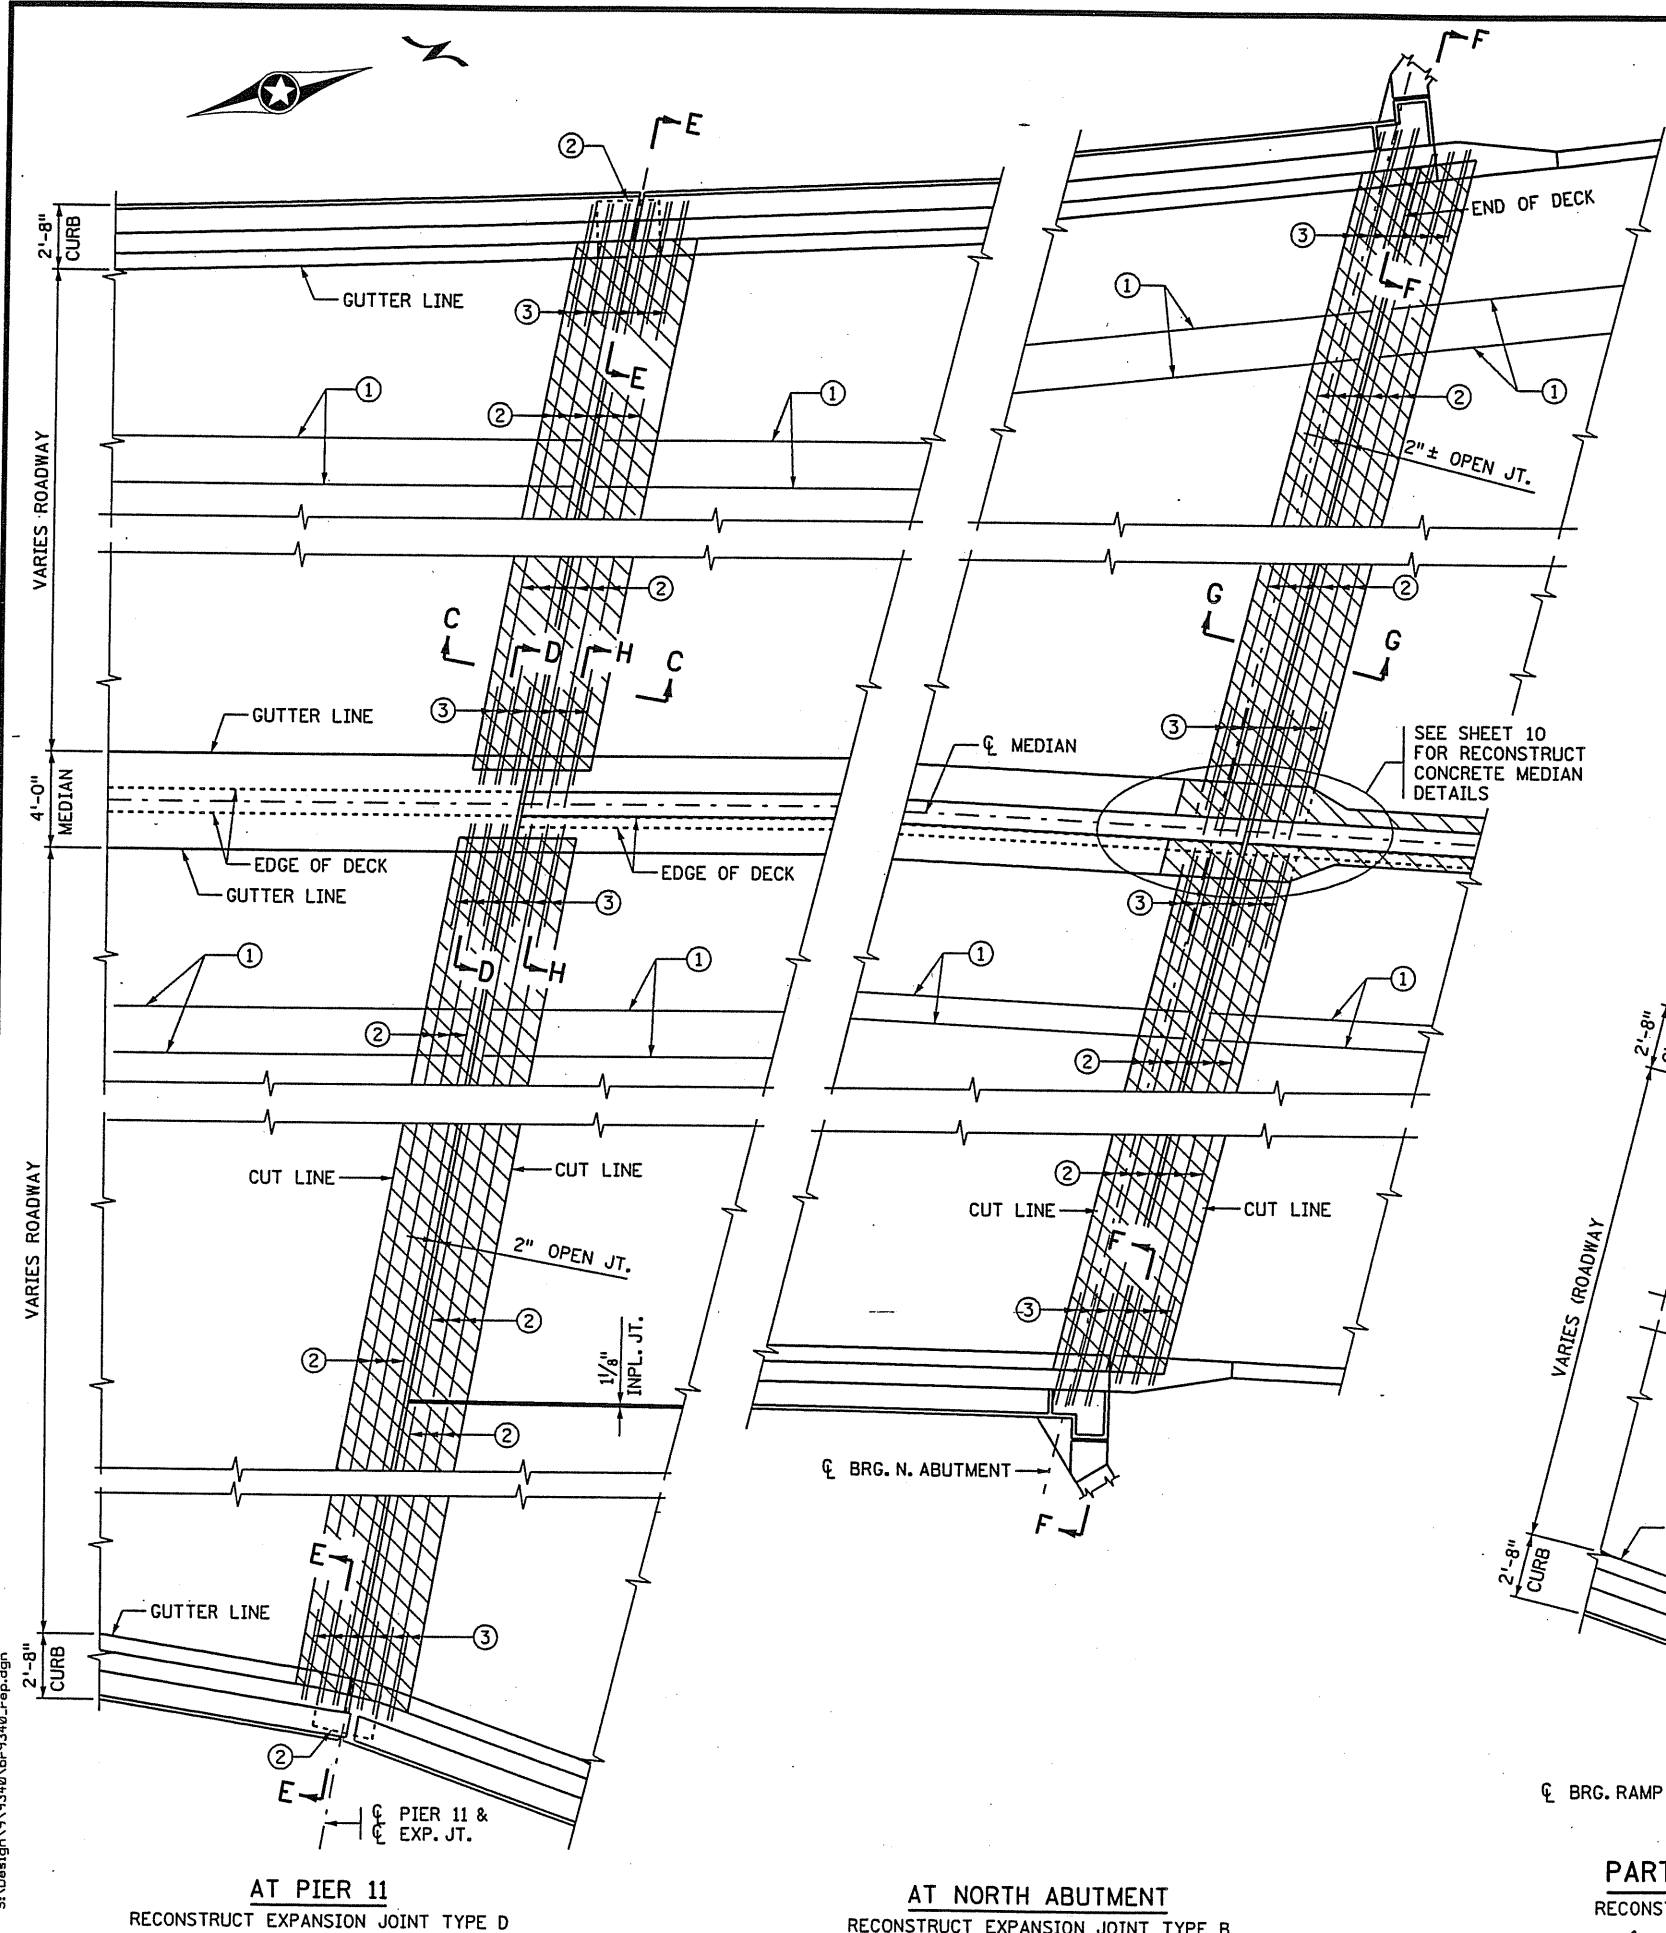 F
E
2
2'-8"
CURB
END OF DECK
3
F
GUTTER LINE
3
1
E
1
1
2
2
1
2"± OPEN JT.
VARIES ROADWAY
2
2
G
C
D
H
C
G
3
GUTTER LINE
3
℄ MEDIAN
SEE SHEET 10
FOR RECONSTRUCT
CONCRETE MEDIAN
DETAILS
4'-0"
MEDIAN
EDGE OF DECK
EDGE OF DECK
GUTTER LINE
3
3
1
D
H
1
1
1
2
2
2'-8"
VARIES ROADWAY
CUT LINE
CUT LINE
2
CUT LINE
CUT LINE
2" OPEN JT.
F
VARIES (ROADWAY
2
2
1 1/8"
INPL. JT.
3
2
℄ BRG. N. ABUTMENT
F
E
GUTTER LINE
3
2'-8"
CURB
2'-8"
CURB
2
E
℄ PIER 11 &
℄ EXP. JT.
℄ BRG. RAMP
AT PIER 11
RECONSTRUCT EXPANSION JOINT TYPE D
AT NORTH ABUTMENT
RECONSTRUCT EXPANSION JOINT TYPE B
PART
RECONS